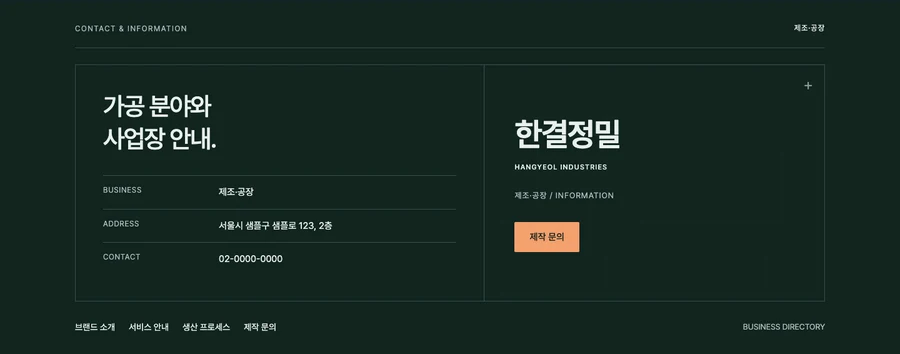 CONTACT & INFORMATION
제조·공장
가공 분야와
사업장 안내.
BUSINESS 제조·공장
ADDRESS 서울시 샘플구 샘플로 123, 2층
CONTACT 02-0000-0000
+
한결정밀
HANGYEOL INDUSTRIES
제조·공장 / INFORMATION
제작 문의
브랜드 소개 서비스 안내 생산 프로세스 제작 문의
BUSINESS DIRECTORY